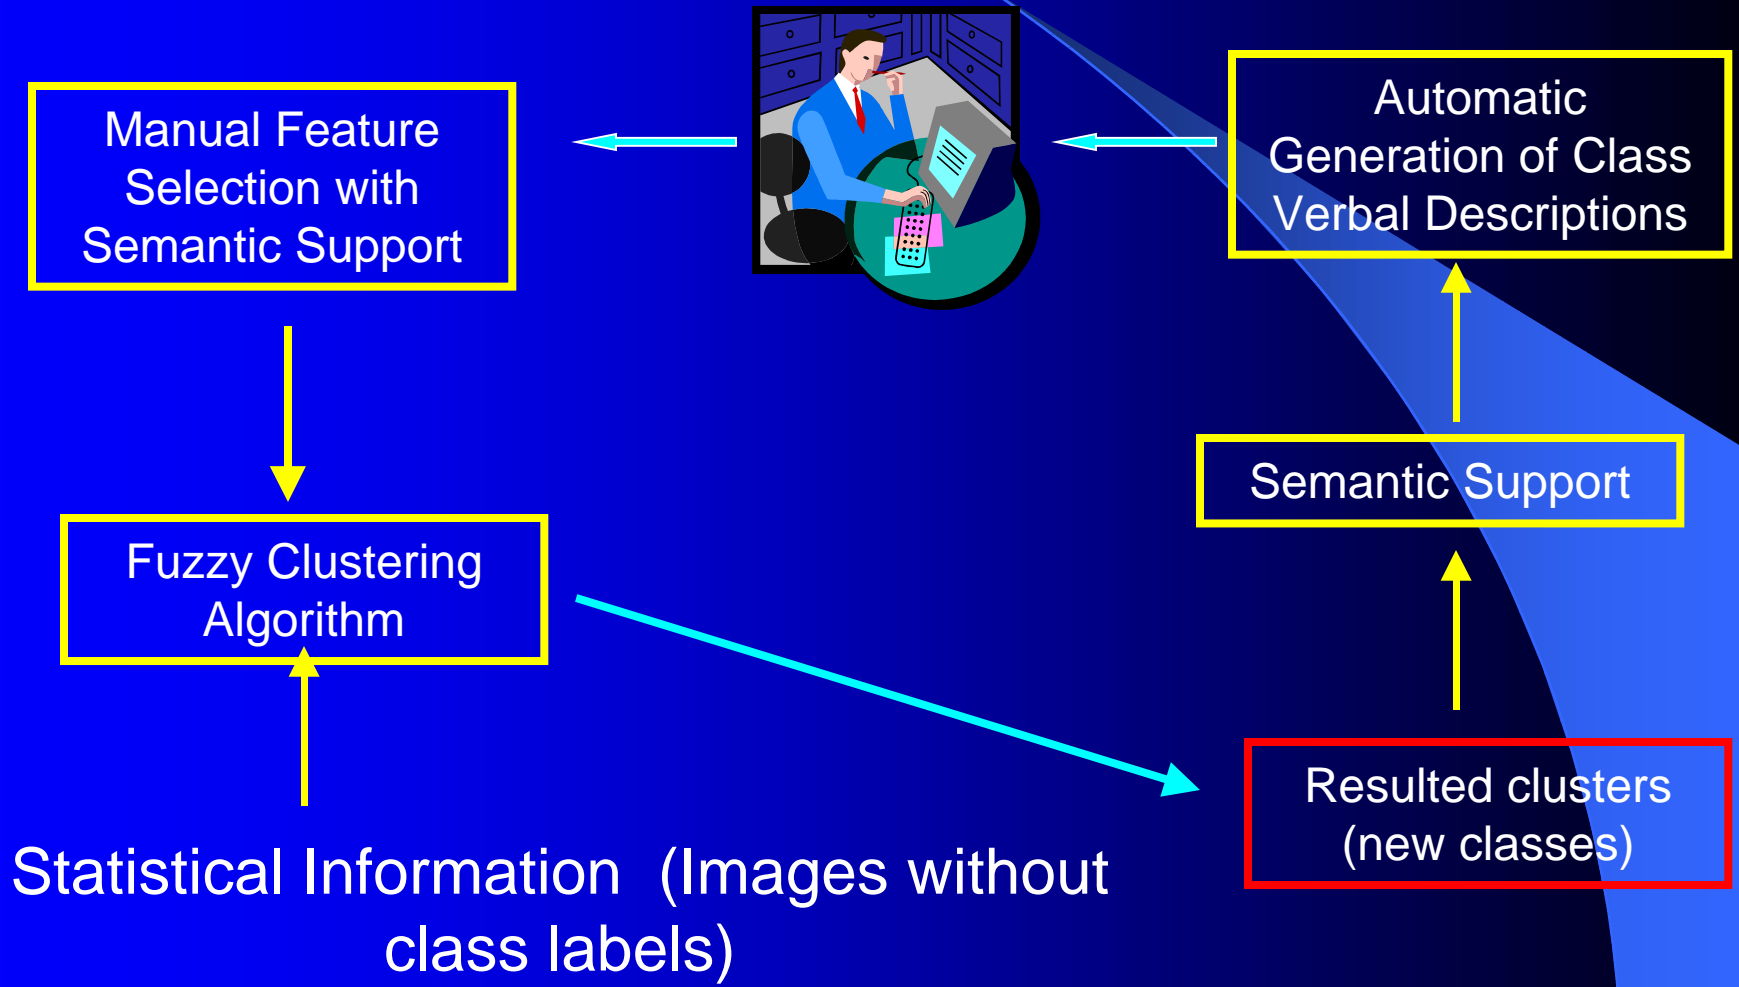 Manual Feature
Selection with
Semantic Support
Automatic
Generation of Class
Verbal Descriptions
Fuzzy Clustering
Algorithm
Semantic Support
Resulted clusters
(new classes)
Statistical Information (Images without
class labels)